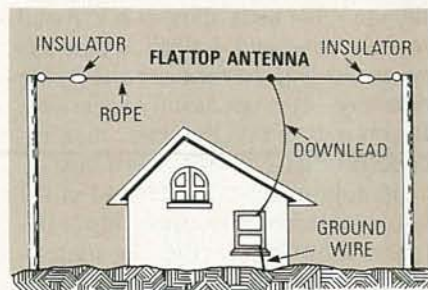 INSULATOR
INSULATOR
FLATTOP ANTENNA
ROPE
DOWNLEAD
GROUND
WIRE